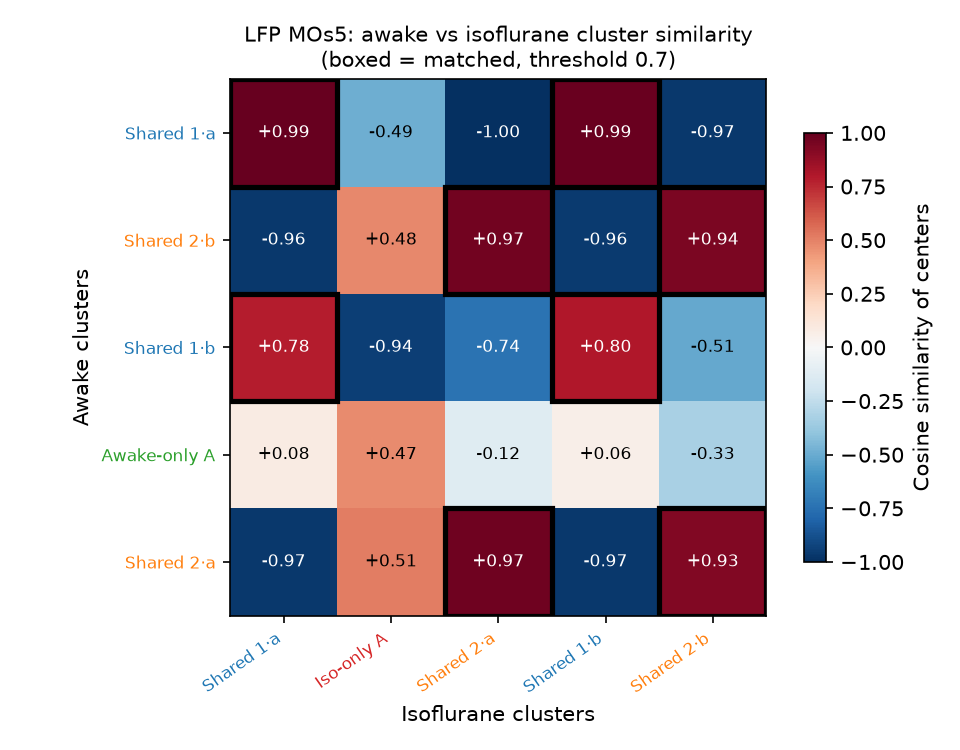 LFP MOs5: awake vs isoflurane cluster similarity
(boxed = matched, threshold 0.7)
Awake clusters
Shared 1·a
+0.99 -0.49 -1.00 +0.99 -0.97
Shared 2·b
-0.96 +0.48 +0.97 -0.96 +0.94
Shared 1·b
+0.78 -0.94 -0.74 +0.80 -0.51
Awake-only A
+0.08 +0.47 -0.12 +0.06 -0.33
Shared 2·a
-0.97 +0.51 +0.97 -0.97 +0.93
Shared 1·a
Iso-only A
Shared 2·a
Shared 1·b
Shared 2·b
Isoflurane clusters
1.00
0.75
0.50
0.25
0.00
−0.25
−0.50
−0.75
−1.00
Cosine similarity of centers